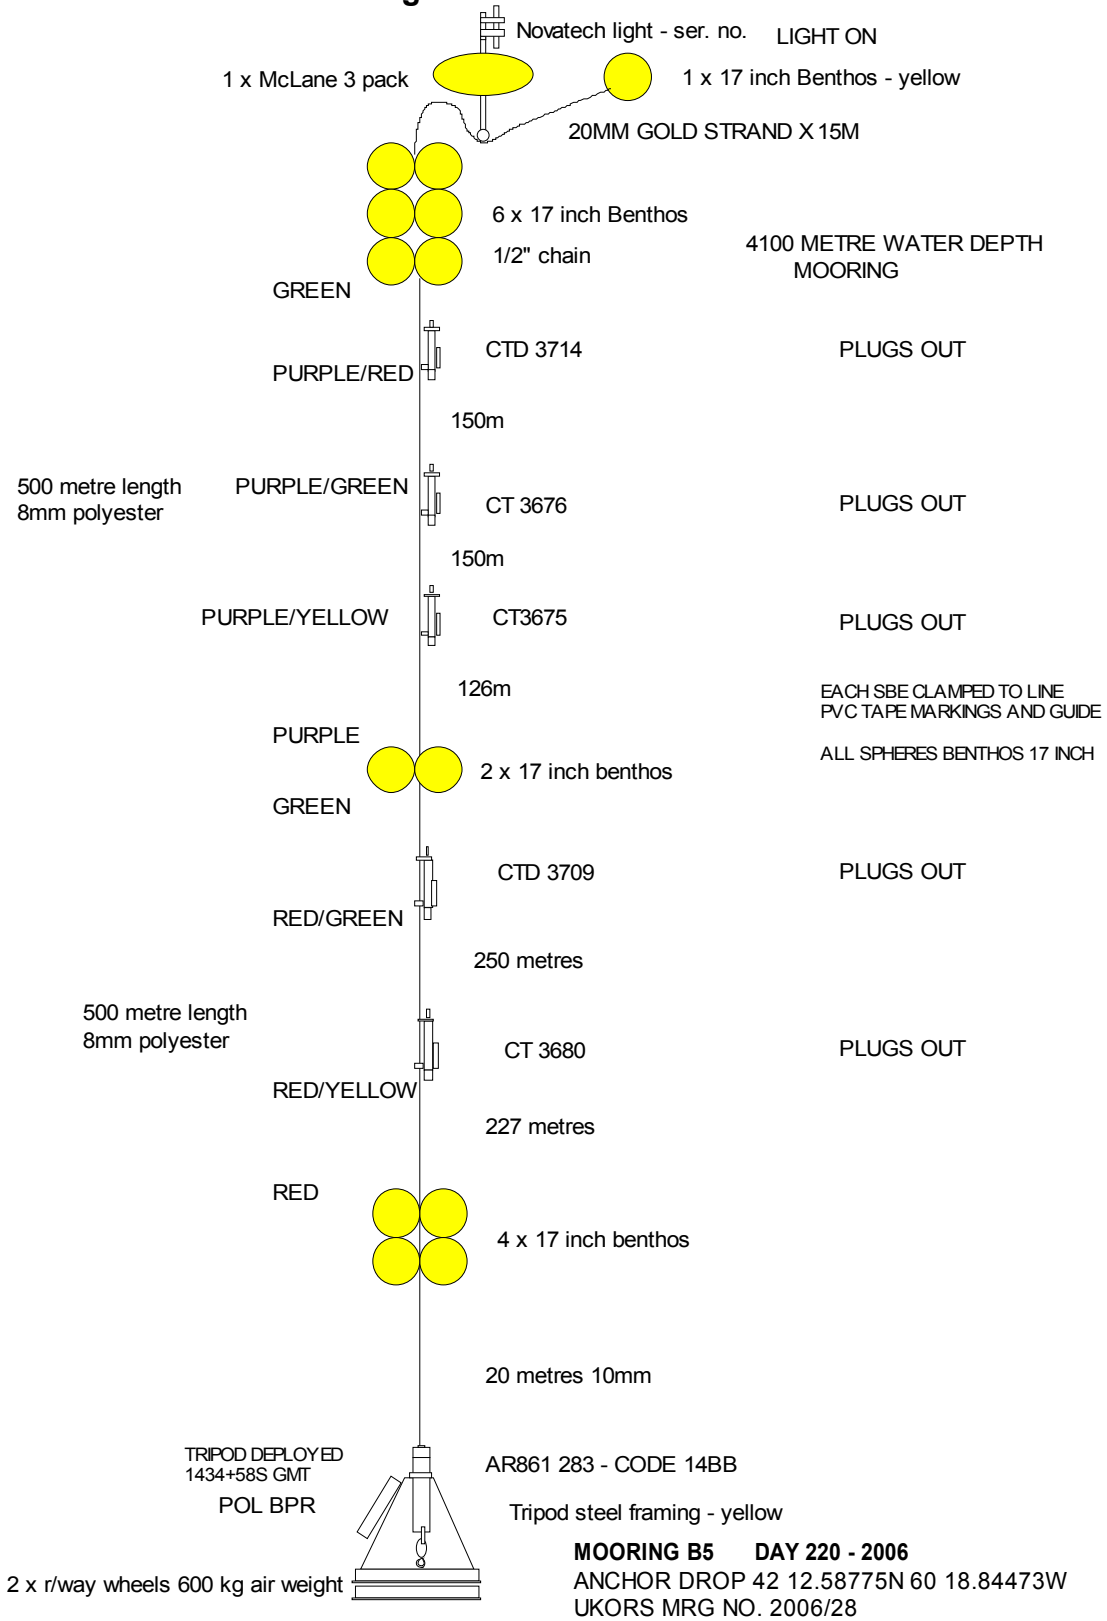 Novatech light - ser. no. LIGHT ON
1 x McLane 3 pack
1 x 17 inch Benthos - yellow
20MM GOLD STRAND X 15M
6 x 17 inch Benthos
1/2" chain
4100 METRE WATER DEPTH
MOORING
GREEN
CTD 3714
PLUGS OUT
PURPLE/RED
150m
500 metre length
8mm polyester
PURPLE/GREEN
CT 3676
PLUGS OUT
150m
PURPLE/YELLOW
CT3675
PLUGS OUT
126m
EACH SBE CLAMPED TO LINE
PVC TAPE MARKINGS AND GUIDE
ALL SPHERES BENTHOS 17 INCH
PURPLE
2 x 17 inch benthos
GREEN
CTD 3709
PLUGS OUT
RED/GREEN
250 metres
500 metre length
8mm polyester
CT 3680
PLUGS OUT
RED/YELLOW
227 metres
RED
4 x 17 inch benthos
20 metres 10mm
TRIPOD DEPLOYED
1434+58S GMT
POL BPR
AR861 283 - CODE 14BB
Tripod steel framing - yellow
2 x r/way wheels 600 kg air weight
MOORING B5 DAY 220 - 2006
ANCHOR DROP 42 12.58775N 60 18.84473W
UKORS MRG NO. 2006/28